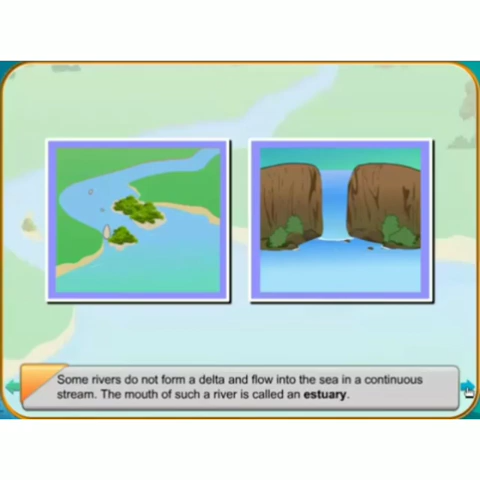 Some rivers do not form a delta and flow into the sea in a continuous
stream. The mouth of such a river is called an estuary.